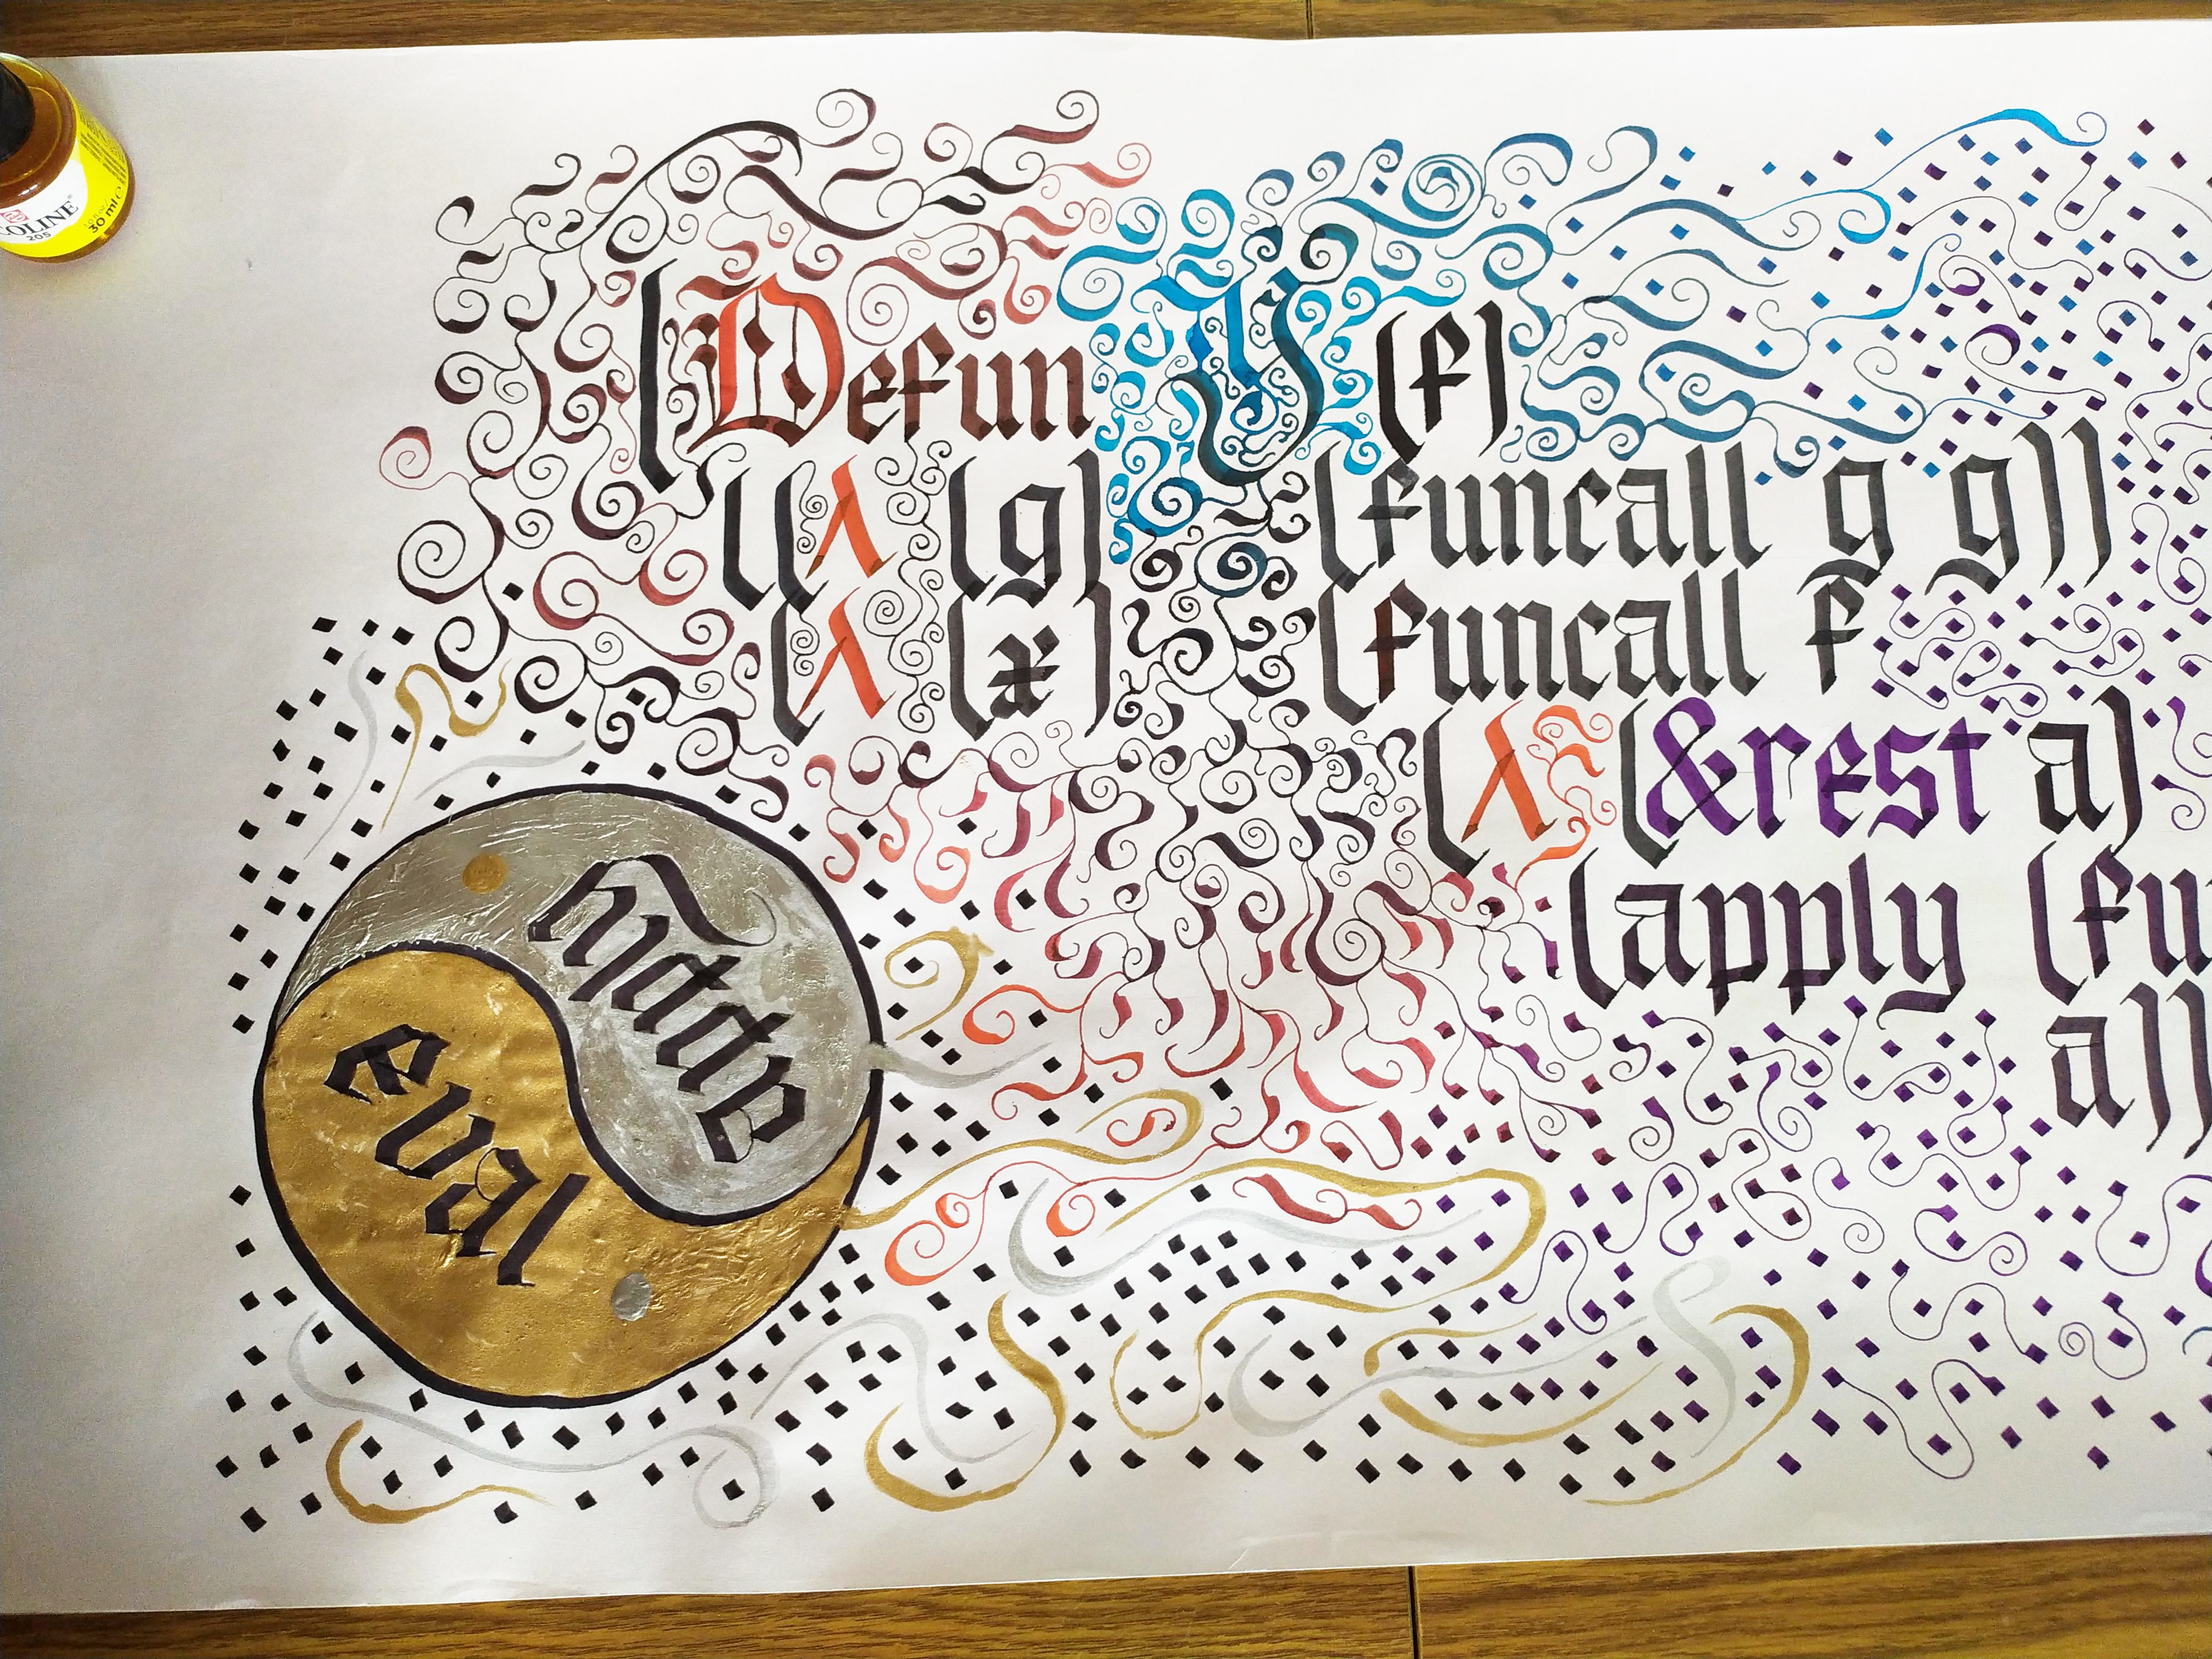 (Defun Y (f)
((λ (g) (funcall g g))
(λ (x) (funcall f
(λ (&rest a)
(apply (fu
a))
apply
eval
COLINE
205
30 ml e